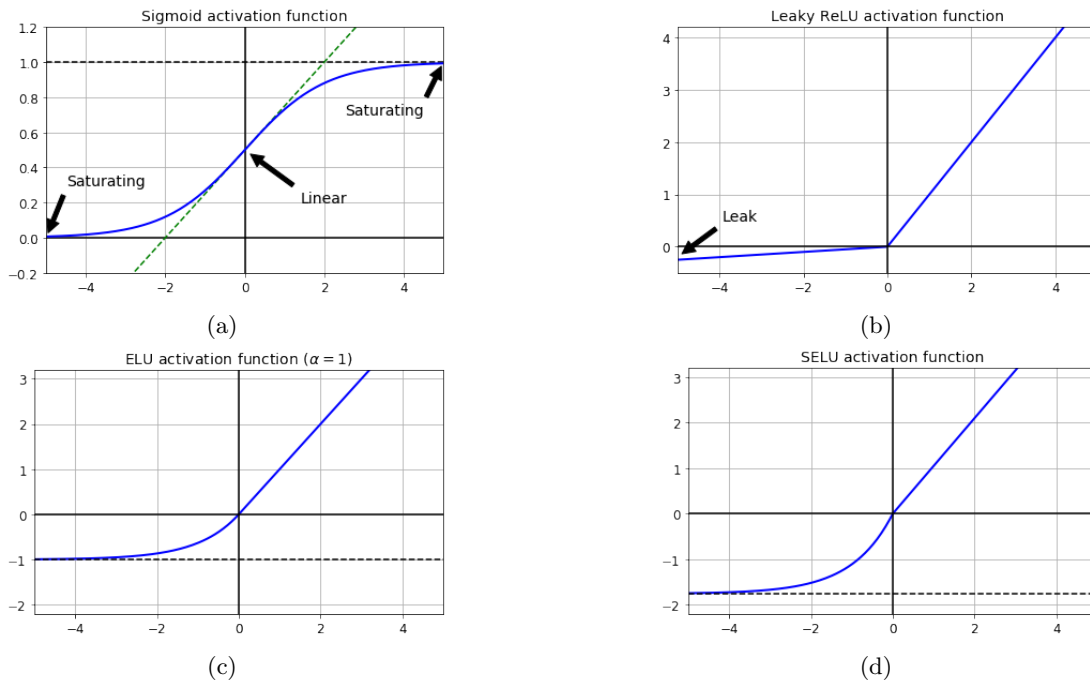 Sigmoid activation function
1.2
1.0
0.8
0.6
0.4
0.2
0.0
−0.2
Saturating
Saturating
Linear
−4 −2 0 2 4
(a)
Leaky ReLU activation function
4
3
2
1
0
Leak
−4 −2 0 2 4
(b)
ELU activation function (α = 1)
3
2
1
0
−1
−2
−4 −2 0 2 4
(c)
SELU activation function
3
2
1
0
−1
−2
−4 −2 0 2 4
(d)